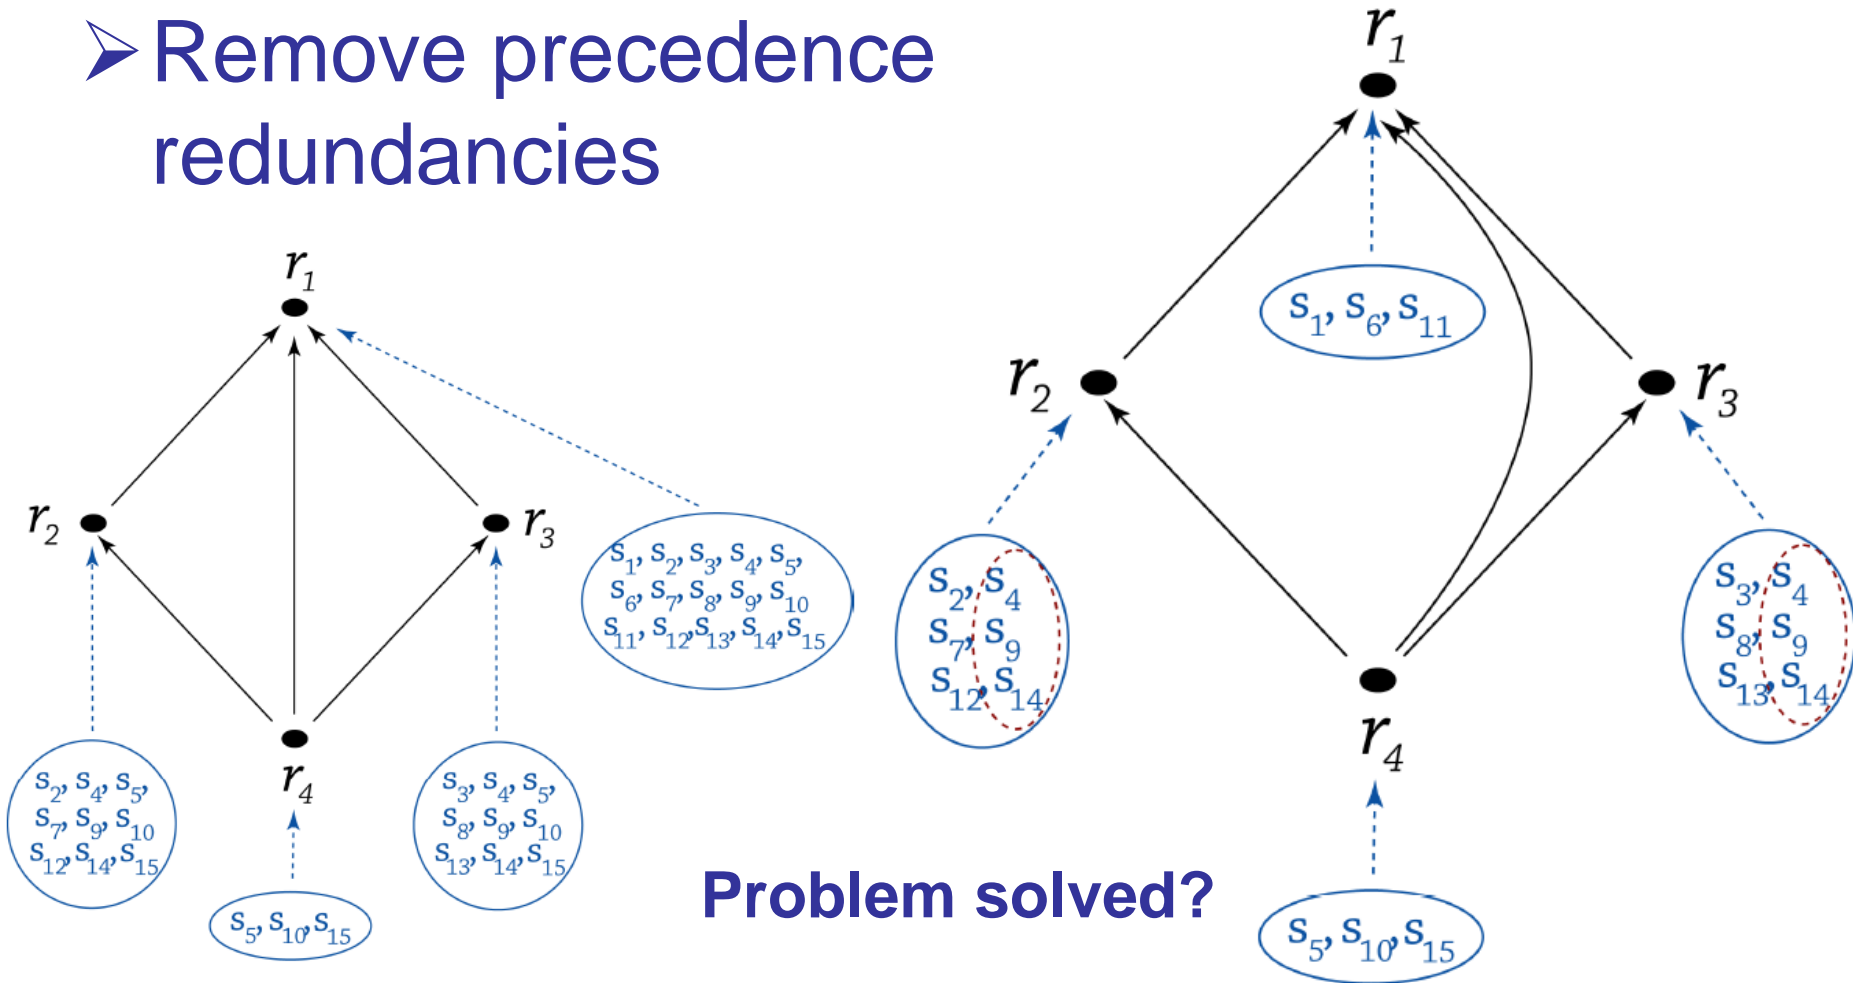 ➢Remove precedence
redundancies
r₁
r₂
r₃
s₁, s₂, s₃, s₄, s₅,
s₆, s₇, s₈, s₉, s₁₀
s₁₁, s₁₂,s₁₃, s₁₄, s₁₅
r₄
s₂, s₄, s₅,
s₇, s₉, s₁₀
s₁₂,s₁₄,s₁₅
s₃, s₄, s₅,
s₈, s₉, s₁₀
s₁₃,s₁₄,s₁₅
s₅,s₁₀,s₁₅
r₁
s₁, s₆, s₁₁
r₂
r₃
s₂, s₄
s₇, s₉
s₁₂, s₁₄
s₃, s₄
s₈, s₉
s₁₃, s₁₄
r₄
s₅, s₁₀,s₁₅
Problem solved?